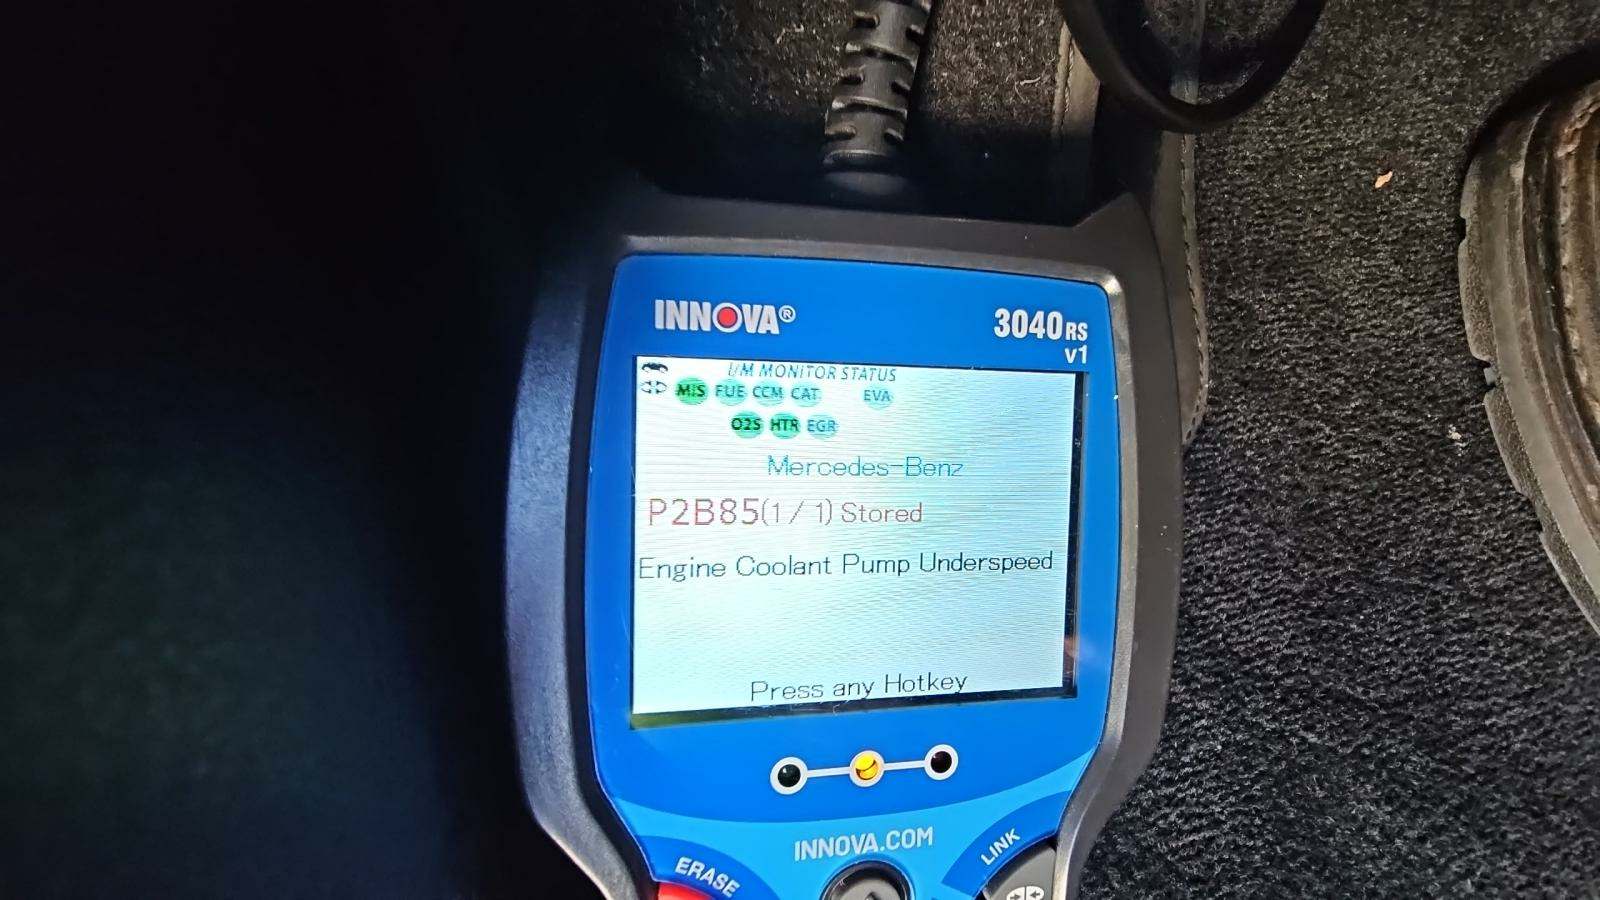 INNOVA®
3040RS
v1
I/M MONITOR STATUS
MIS FUE CCM CAT EVA
O2S HTR EGR
Mercedes-Benz
P2B85(1/1) Stored
Engine Coolant Pump Underspeed
Press any Hotkey
INNOVA.COM
ERASE
LINK